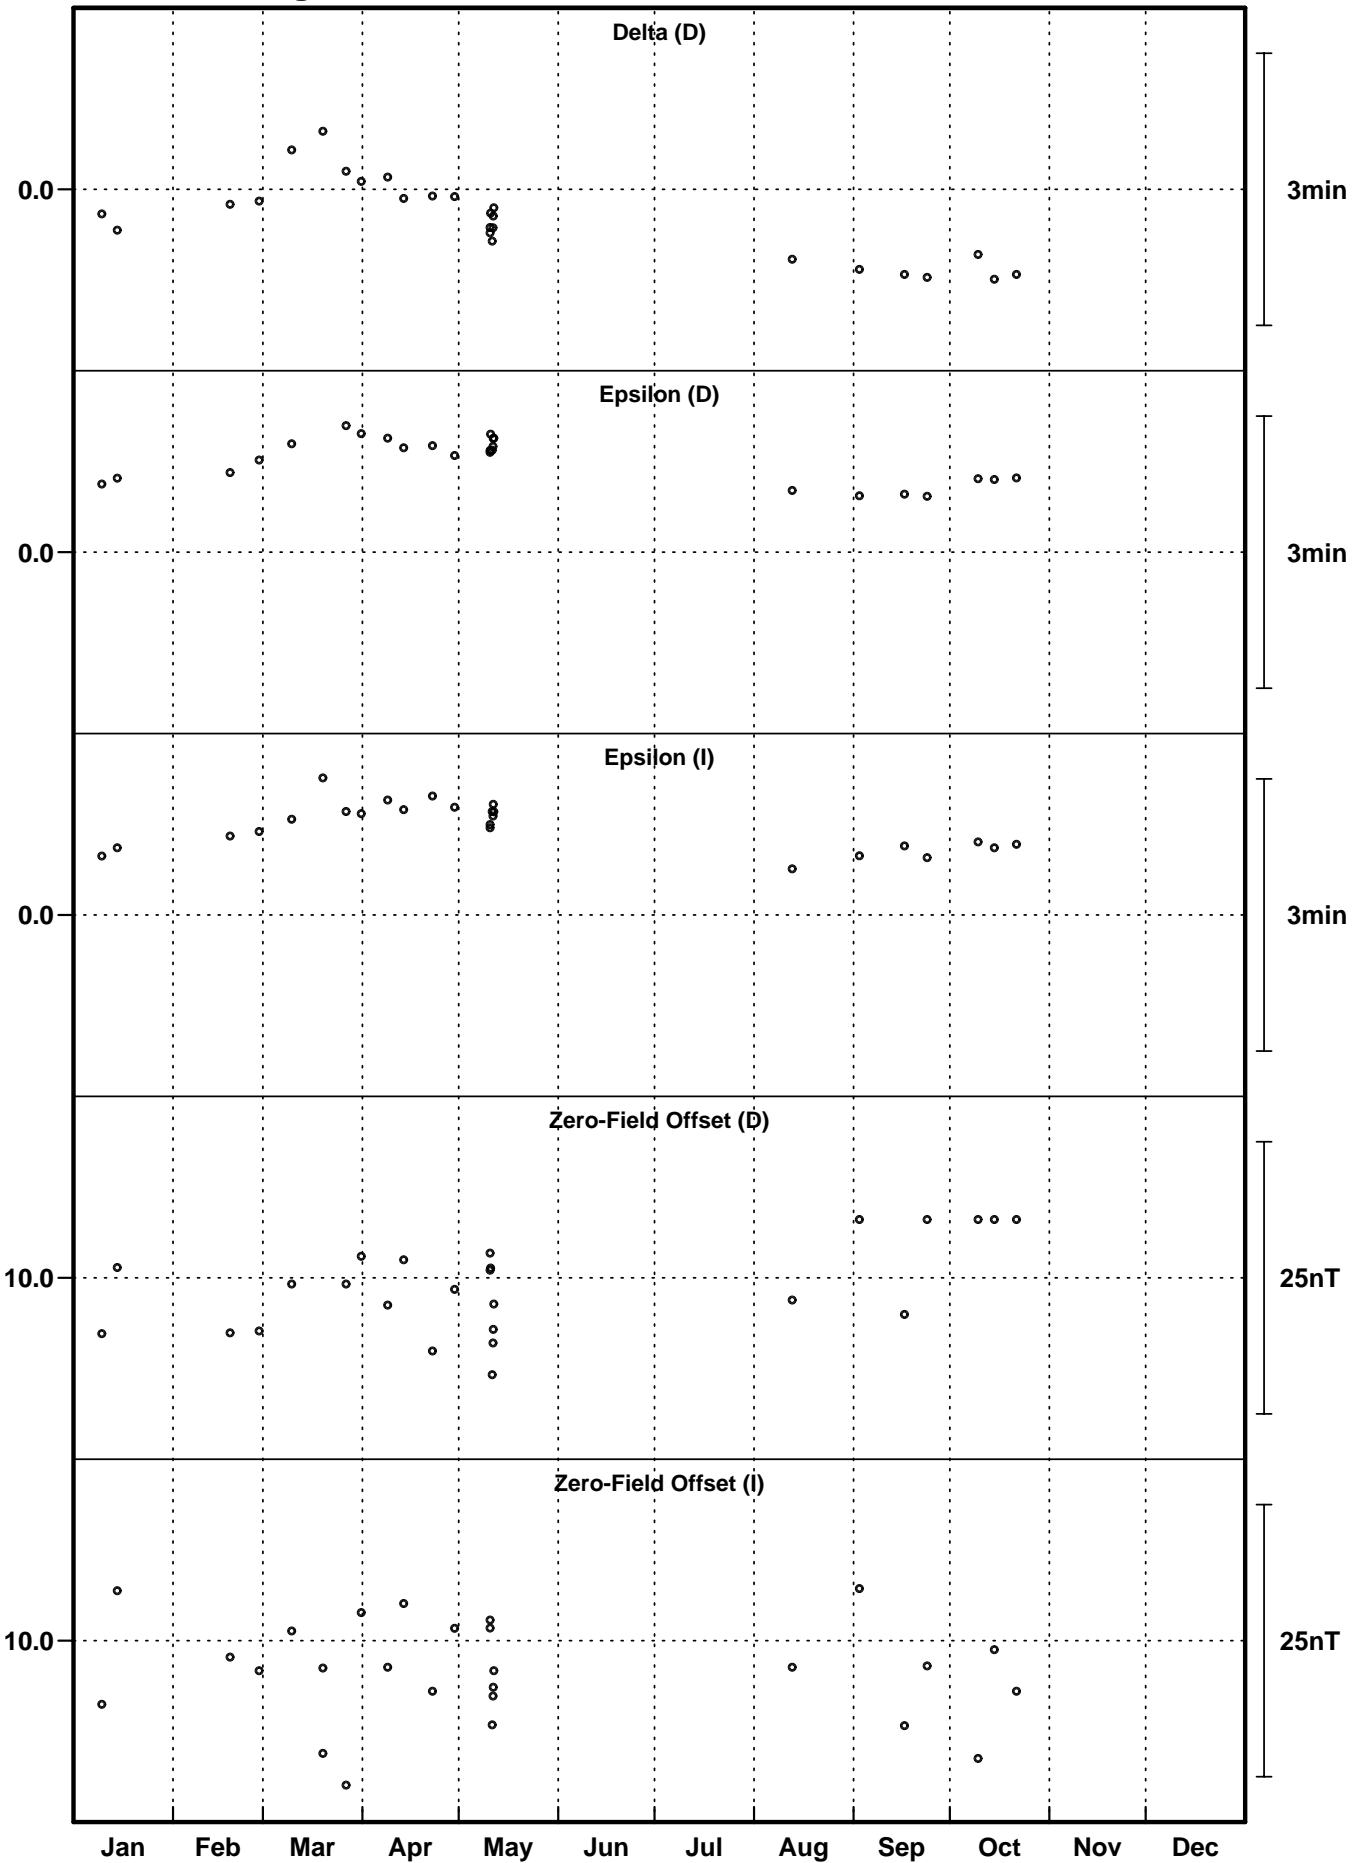 Delta (D)
0.0
3min
Epsilon (D)
0.0
3min
Epsilon (I)
0.0
3min
Zero-Field Offset (D)
10.0
25nT
Zero-Field Offset (I)
10.0
25nT
Jan Feb Mar Apr May Jun Jul Aug Sep Oct Nov Dec